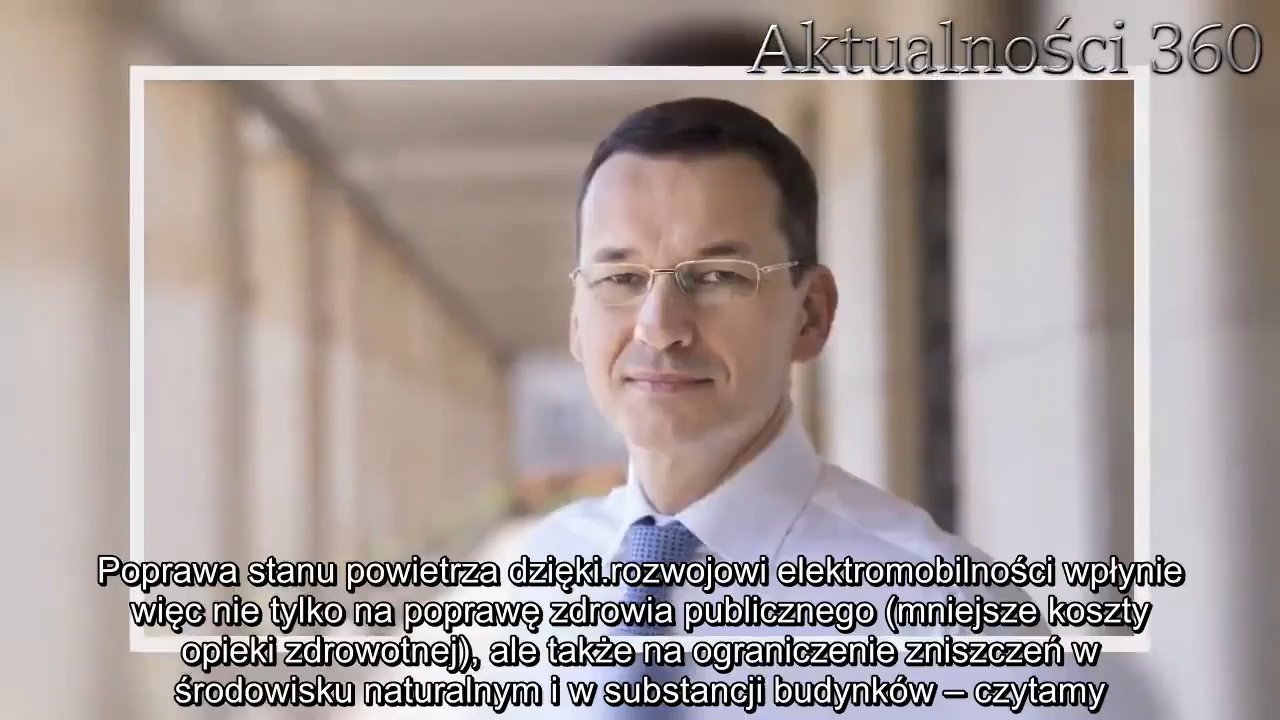 Aktualności 360
Poprawa stanu powietrza dzięki.rozwojowi elektromobilności wpłynie
więc nie tylko na poprawę zdrowia publicznego (mniejsze koszty
opieki zdrowotnej), ale także na ograniczenie zniszczeń w
środowisku naturalnym i w substancji budynków – czytamy